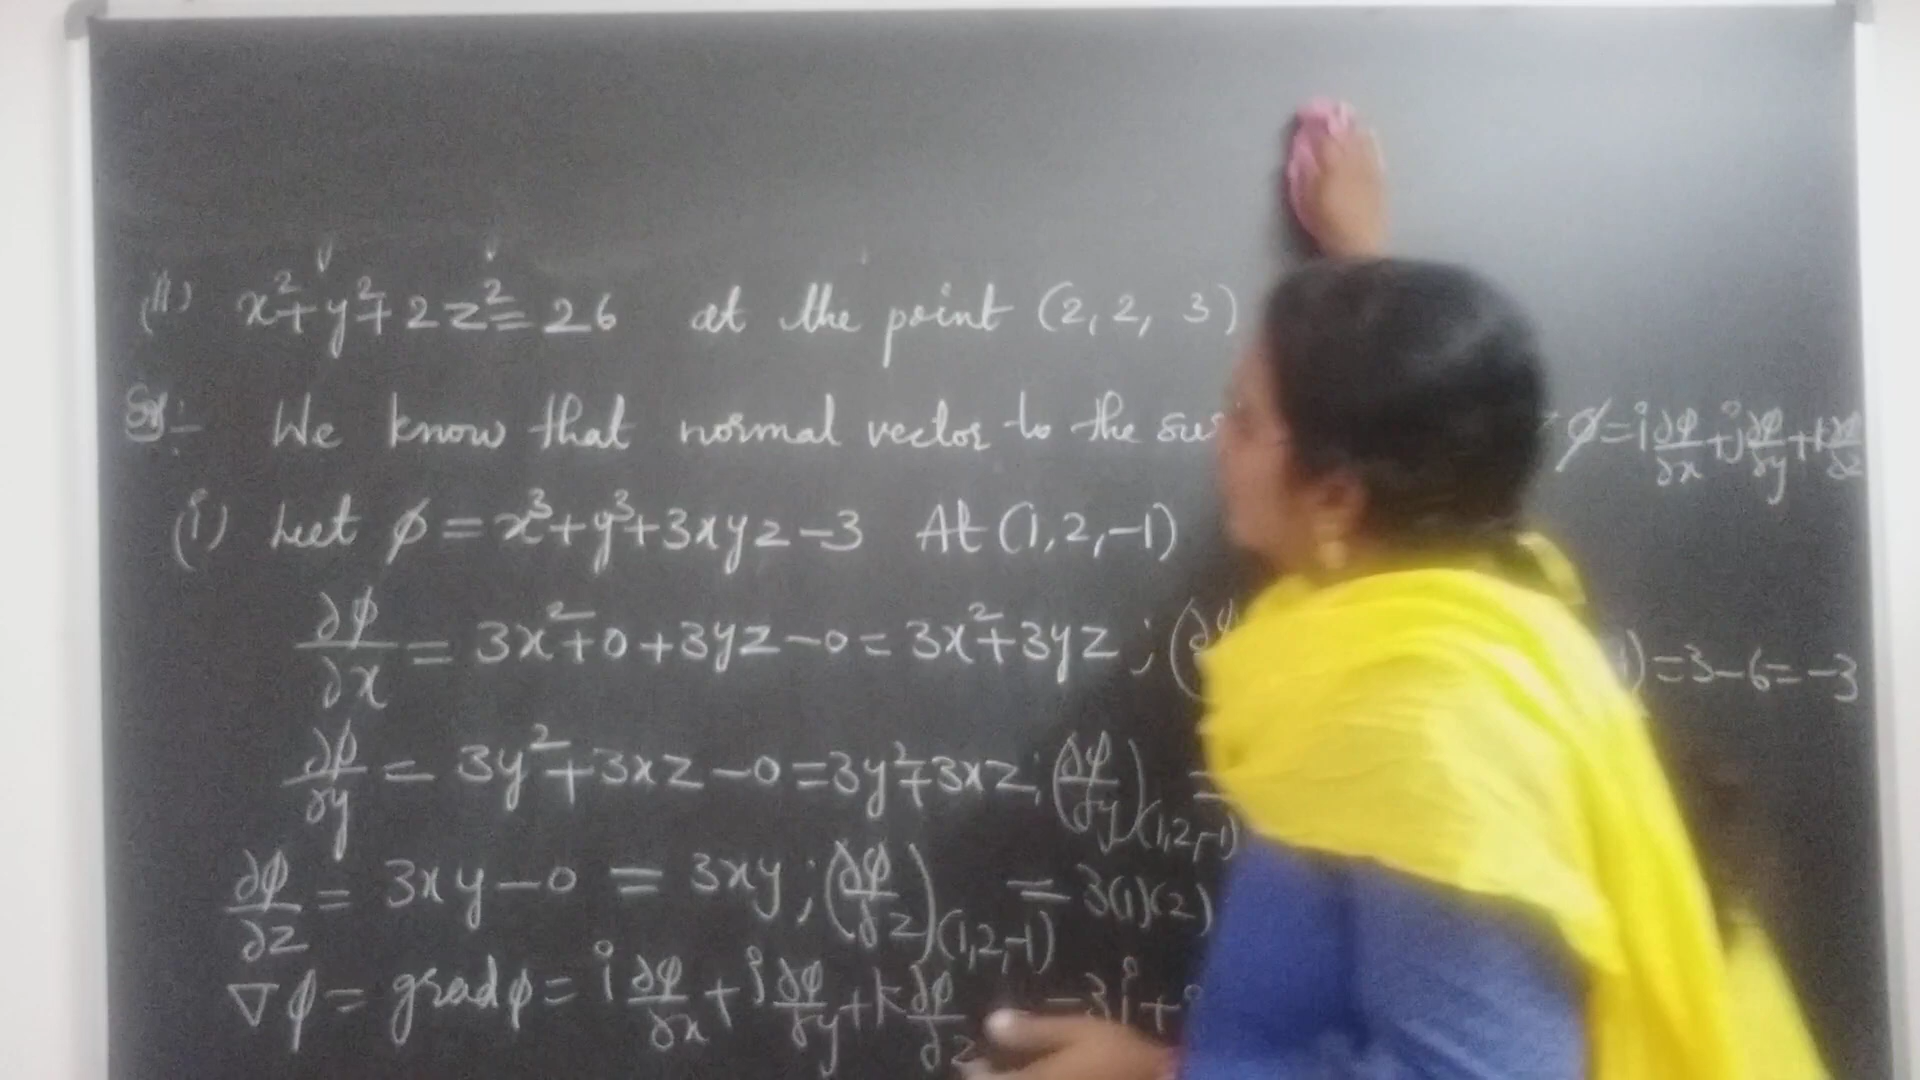 (ii) x²+y²+2z²=26 at the point (2,2, 3)
Sol:- We know that normal vector to the ϕ=i∂ϕ/∂x+j∂ϕ/∂y+k∂ϕ/∂z
(i) Let ϕ = x³+y³+3xyz-3 At (1,2,-1)
∂ϕ/∂x = 3x²+0+3yz-0=3x²+3yz ; ( )=3-6=-3
∂ϕ/∂y = 3y²+3xz-0=3y²+3xz; (∂ϕ/∂y)(1,2,-1) =
∂ϕ/∂z = 3xy-0 = 3xy; (∂ϕ/∂z)(1,2,-1) = 3(1)(2)
∇ϕ = gradϕ= i∂ϕ/∂x+j∂ϕ/∂y+k∂ϕ/∂z -3i+